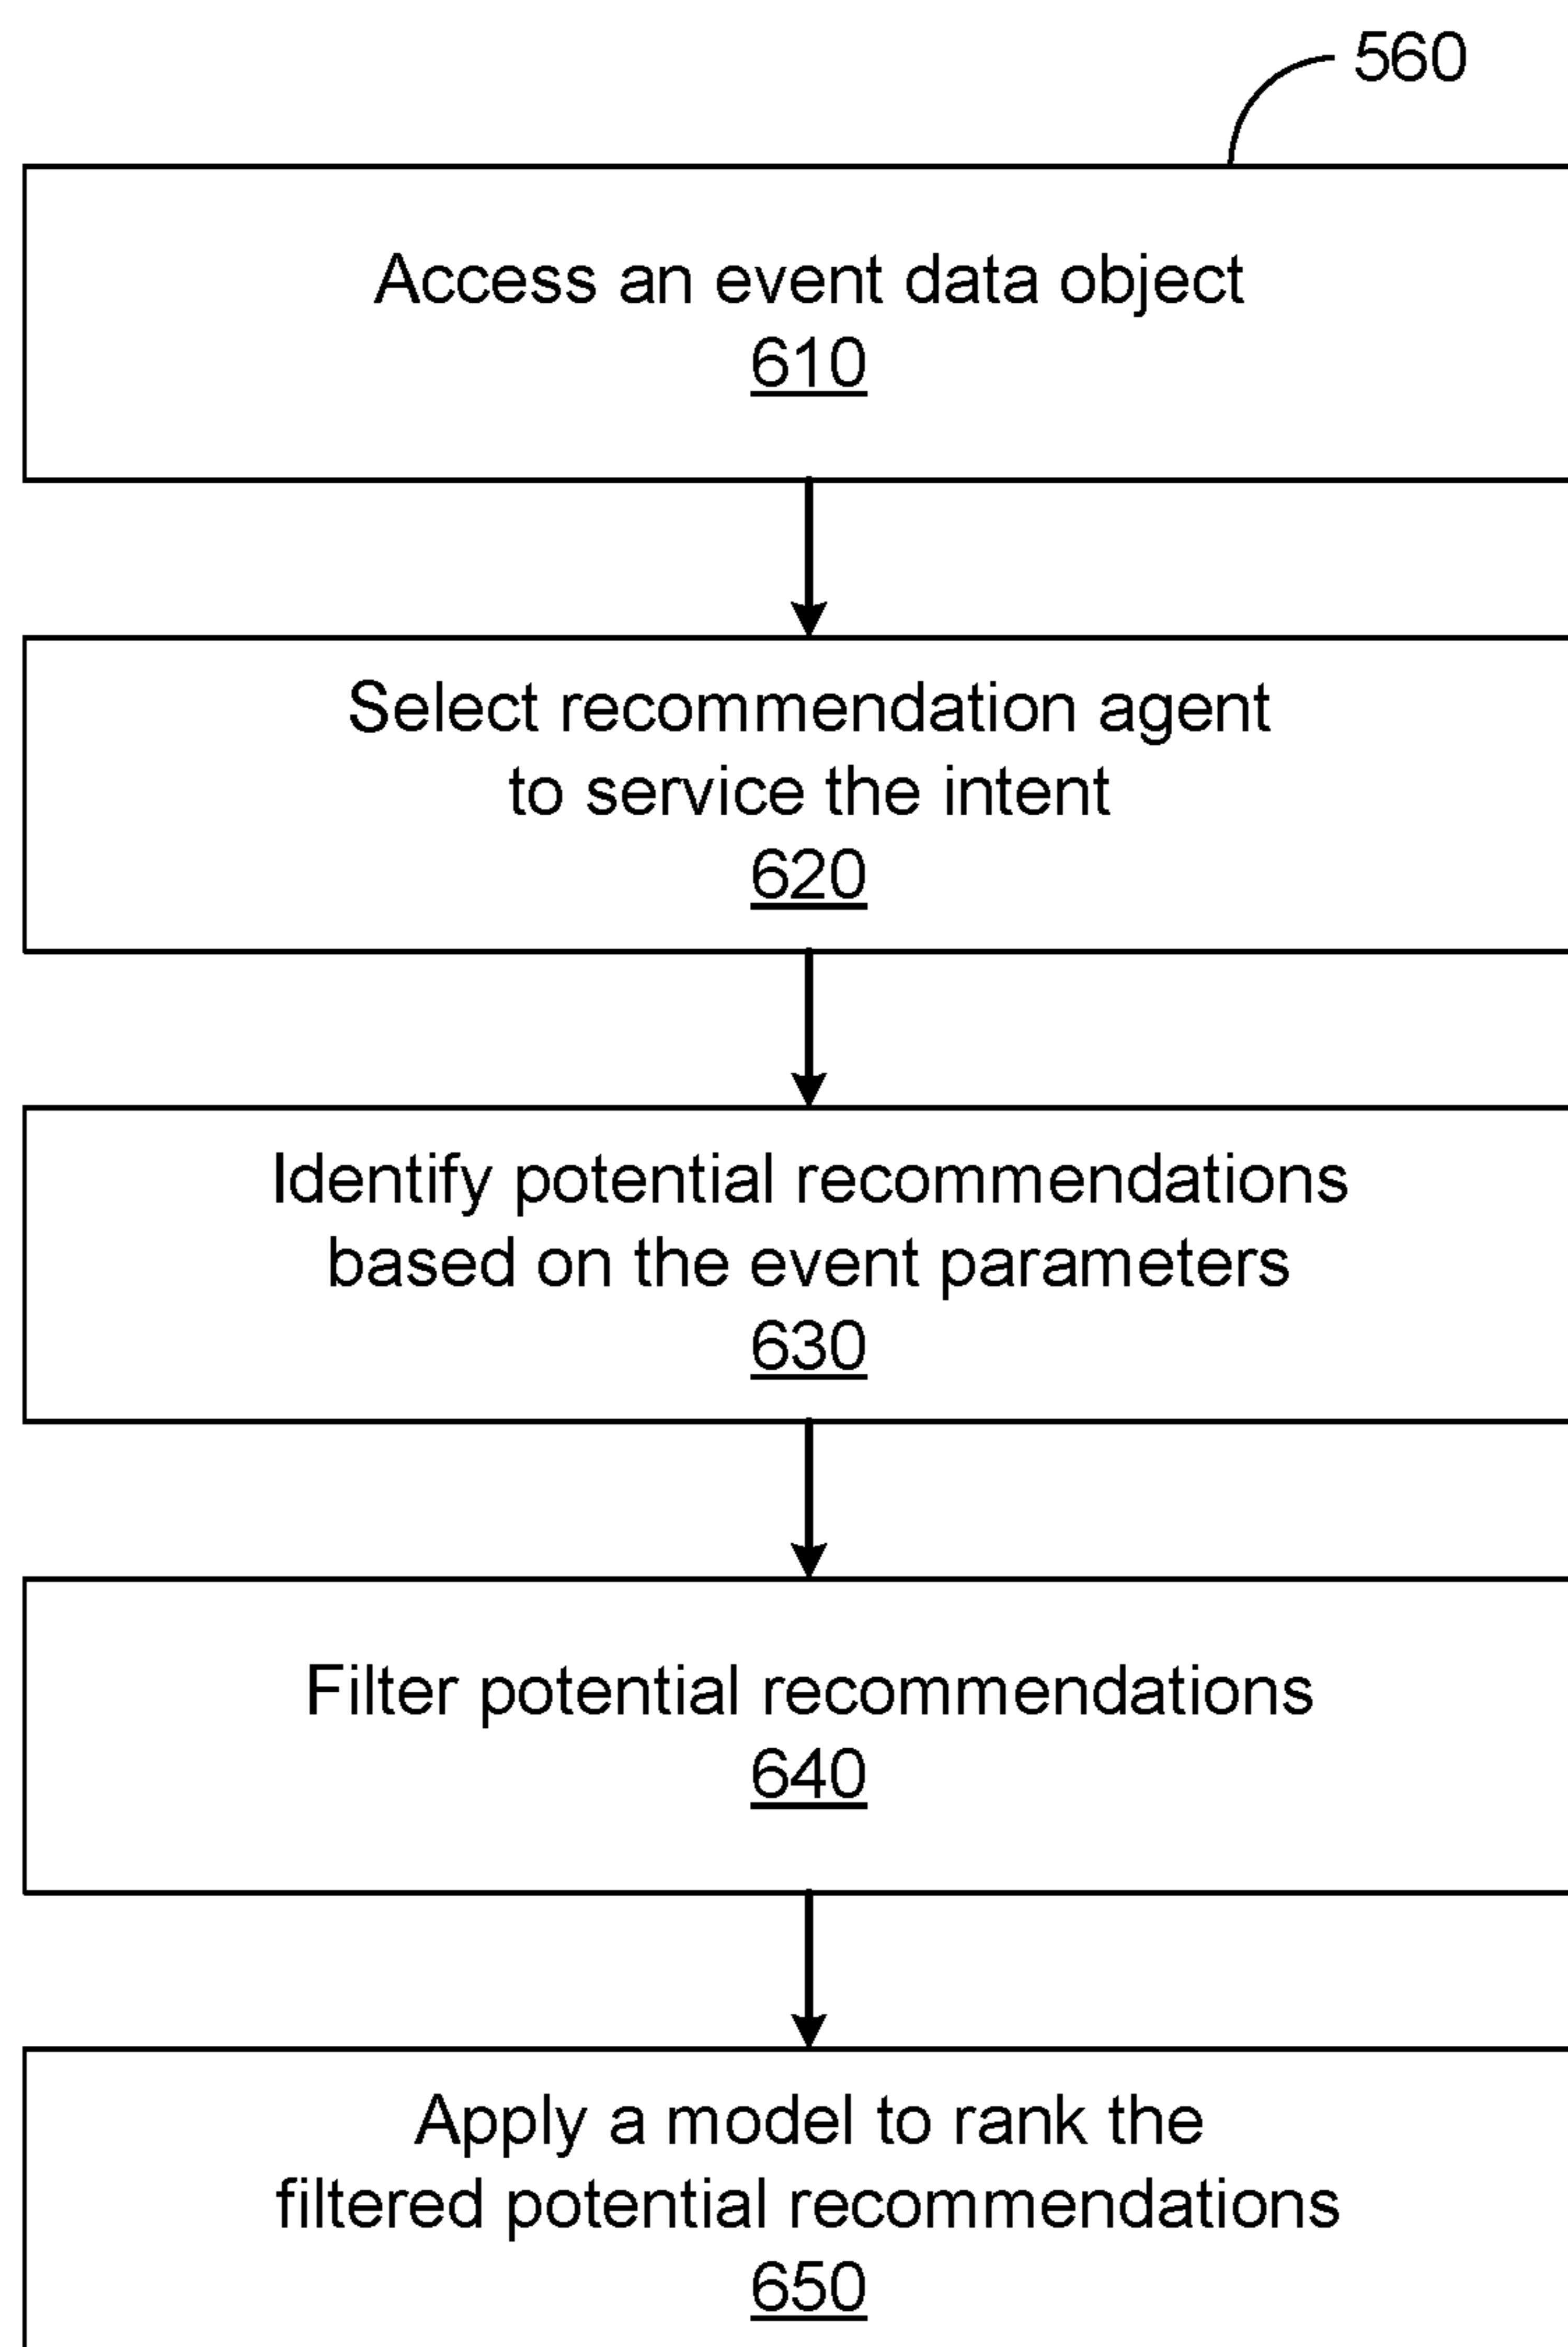 560
Access an event data object
610
Select recommendation agent
to service the intent
620
Identify potential recommendations
based on the event parameters
630
Filter potential recommendations
640
Apply a model to rank the
filtered potential recommendations
650